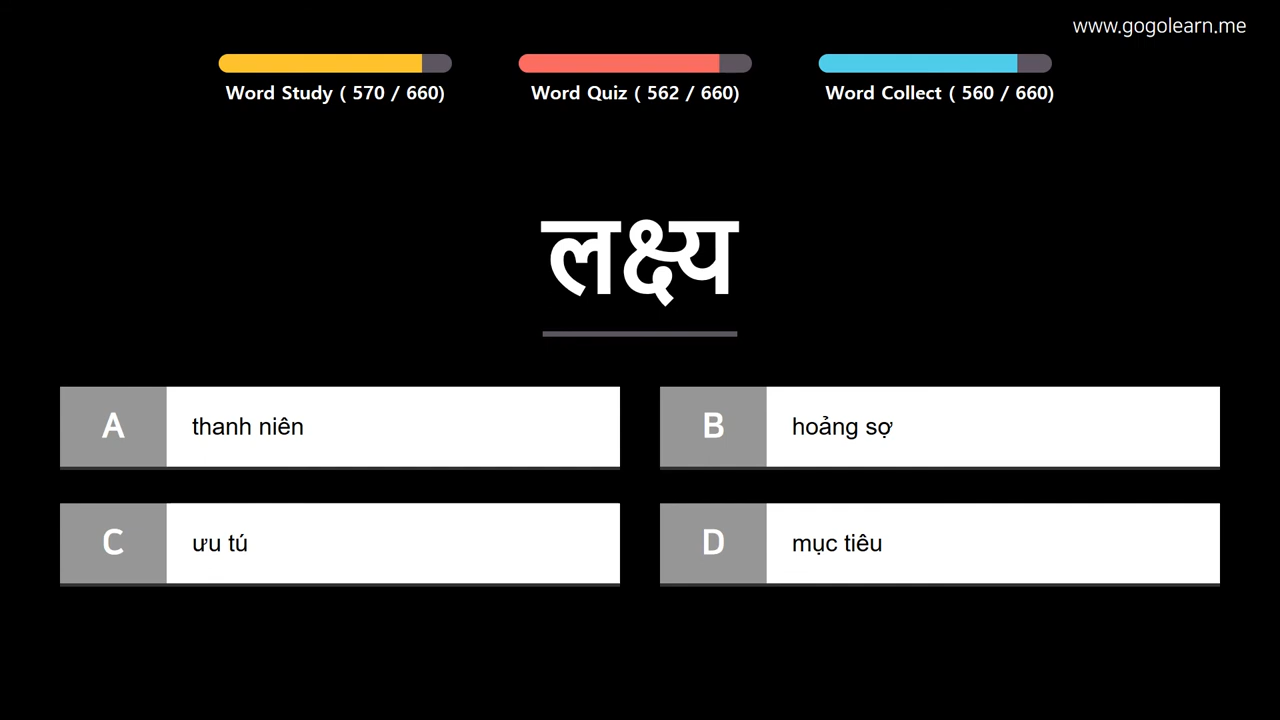 www.gogolearn.me
Word Study ( 570 / 660)
Word Quiz ( 562 / 660)
Word Collect ( 560 / 660)
लक्ष्य
A thanh niên
B hoảng sợ
C ưu tú
D mục tiêu